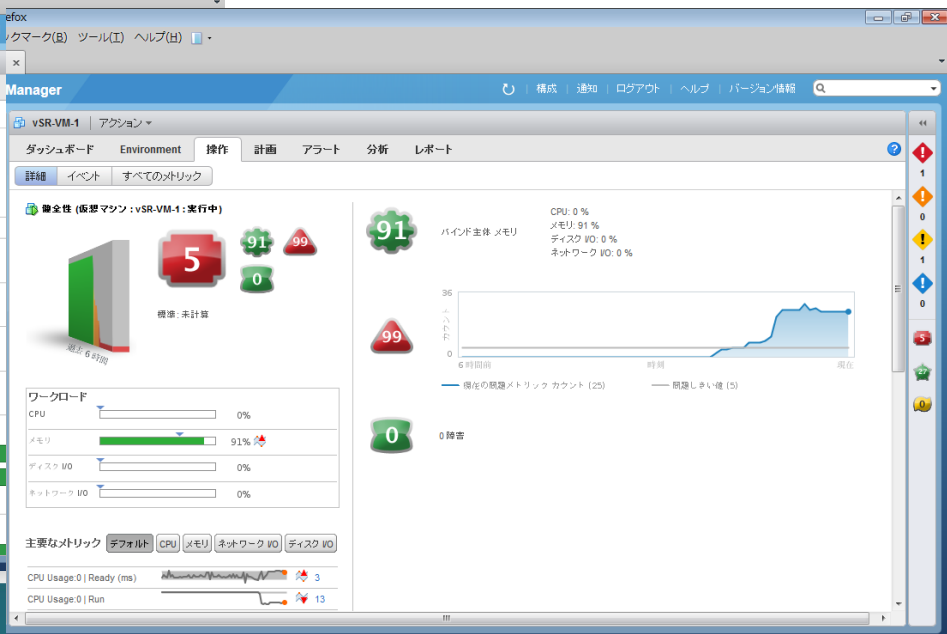 efox
ックマーク(B) ツール(T) ヘルプ(H)
Manager
構成 | 通知 | ログアウト | ヘルプ | バージョン情報
vSR-VM-1 アクション
ダッシュボード Environment 操作 計画 アラート 分析 レポート
詳細 イベント すべてのメトリック
健全性 (仮想マシン : vSR-VM-1 : 実行中)
5
91
99
0
標準: 未計算
過去 6 時間
91
バインド主体 メモリ
CPU: 0 %
メモリ: 91 %
ディスク I/O: 0 %
ネットワーク I/O: 0 %
99
36
カウント
0
6 時間前 時刻 現在
現在の問題メトリック カウント (25) 問題しきい値 (5)
0
0 障害
ワークロード
CPU 0%
メモリ 91%
ディスク I/O 0%
ネットワーク I/O 0%
主要なメトリック デフォルト CPU メモリ ネットワーク I/O ディスク I/O
CPU Usage:0 | Ready (ms) 3
CPU Usage:0 | Run 13
1
0
1
0
5
27
0